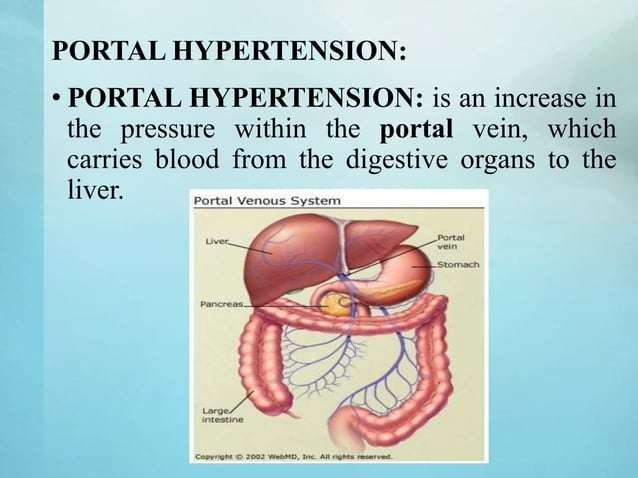 PORTAL HYPERTENSION:
• PORTAL HYPERTENSION: is an increase in
the pressure within the portal vein, which
carries blood from the digestive organs to the
liver.
Portal Venous System
Liver
Portal
vein
Stomach
Pancreas
Large
intestine
Copyright © 2002 WebMD, Inc. All rights reserved.